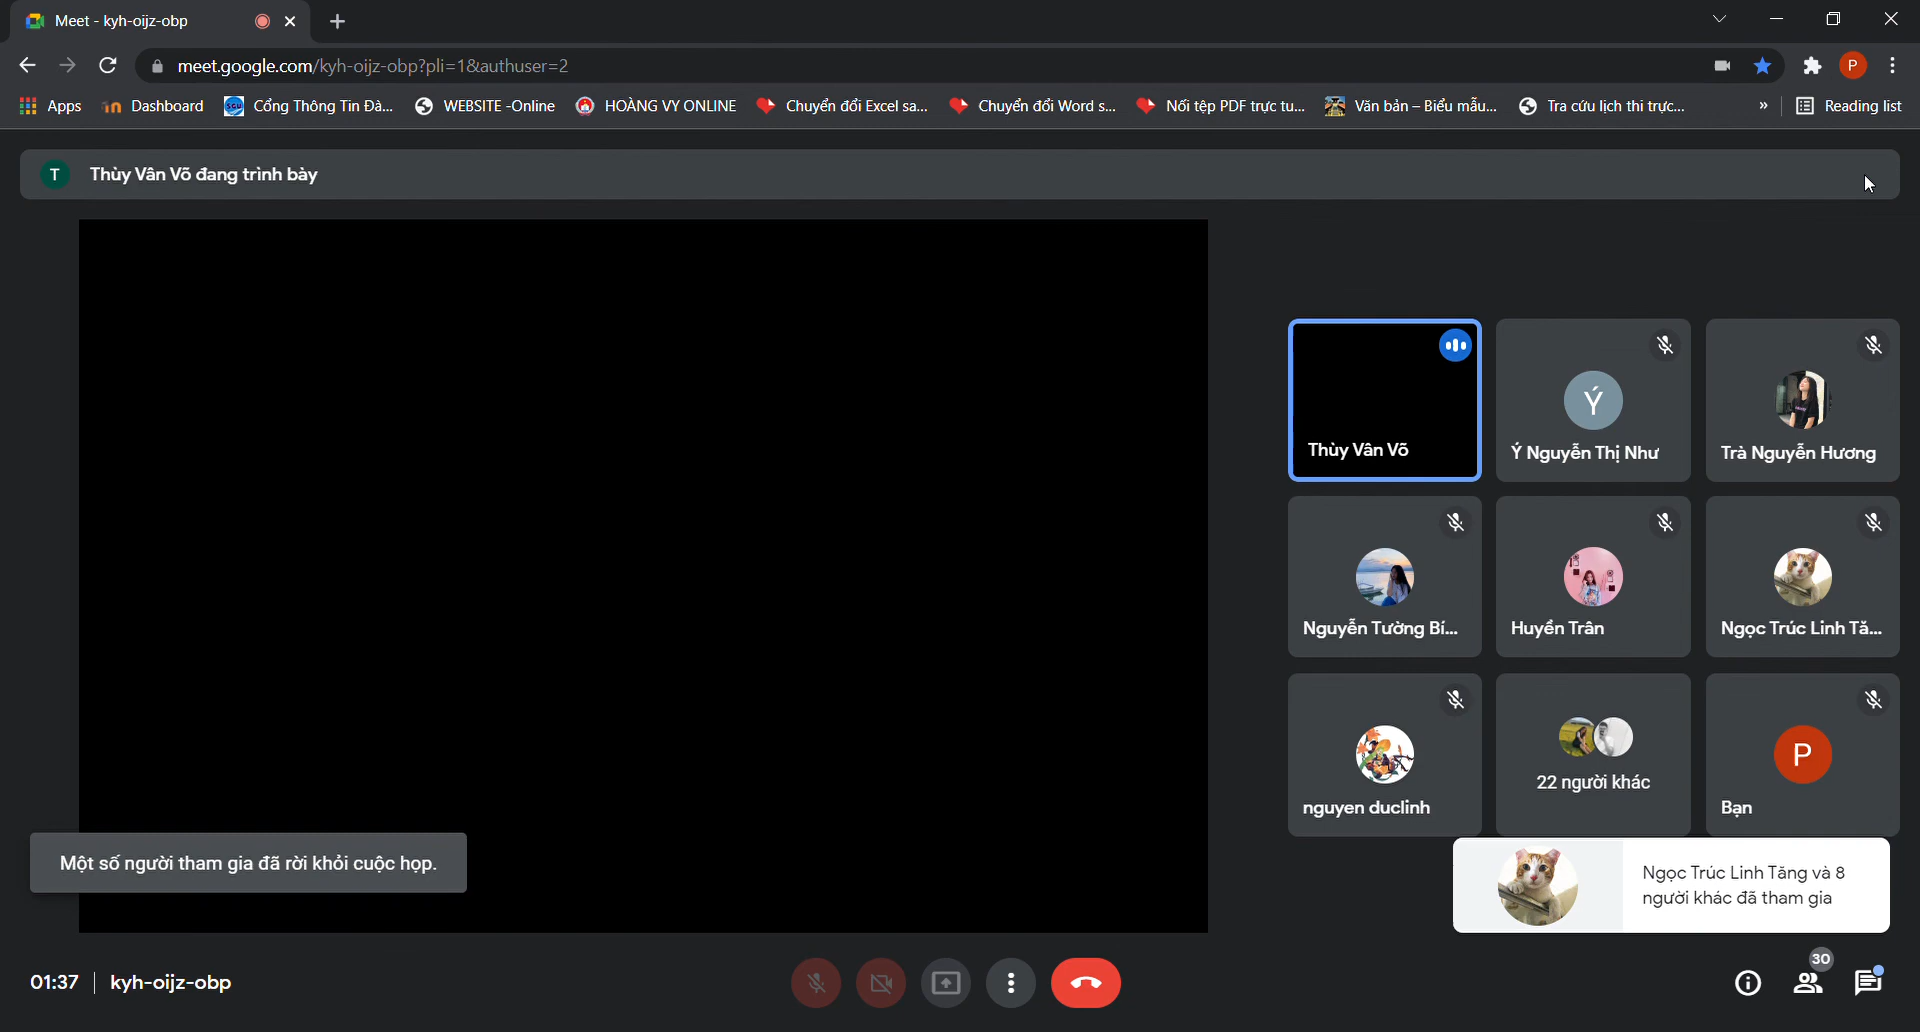 Meet - kyh-oijz-obp
meet.google.com/kyh-oijz-obp?pli=1&authuser=2
P
Apps
Dashboard
SGU
Cổng Thông Tin Đà...
WEBSITE -Online
HOÀNG VY ONLINE
Chuyển đổi Excel sa...
Chuyển đổi Word s...
Nối tệp PDF trực tu...
Văn bản – Biểu mẫu...
Tra cứu lịch thi trực...
»
Reading list
T
Thùy Vân Võ đang trình bày
Thùy Vân Võ
Ý
Ý Nguyễn Thị Như
Trà Nguyễn Hương
Nguyễn Tường Bí...
Huyền Trân
Ngọc Trúc Linh Tă...
nguyen duclinh
22 người khác
P
Bạn
Một số người tham gia đã rời khỏi cuộc họp.
Ngọc Trúc Linh Tăng và 8
người khác đã tham gia
01:37
kyh-oijz-obp
30